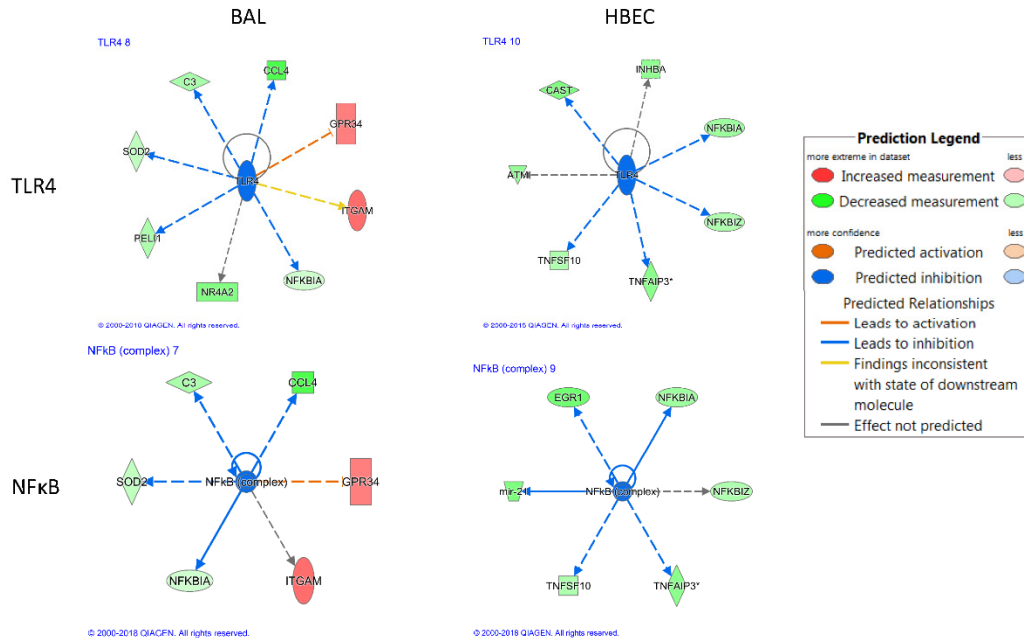 BAL
HBEC
TLR4
TLR4 8
C3
CCL4
GPR34
SOD2
TLR4
ITGAM
PELI1
NR4A2
NFKBIA
© 2000-2018 QIAGEN. All rights reserved.
TLR4 10
INHBA
CAST
NFKBIA
ATM
TLR4
NFKBIZ
TNFSF10
TNFAIP3*
© 2000-2018 QIAGEN. All rights reserved.
NFκB
NFkB (complex) 7
C3
CCL4
SOD2
NFkB (complex)
GPR34
NFKBIA
ITGAM
© 2000-2018 QIAGEN. All rights reserved.
NFkB (complex) 9
EGR1
NFKBIA
mir-21
NFkB (complex)
NFKBIZ
TNFSF10
TNFAIP3*
© 2000-2018 QIAGEN. All rights reserved.
Prediction Legend
more extreme in dataset less
Increased measurement
Decreased measurement
more confidence less
Predicted activation
Predicted inhibition
Predicted Relationships
Leads to activation
Leads to inhibition
Findings inconsistent
with state of downstream
molecule
Effect not predicted